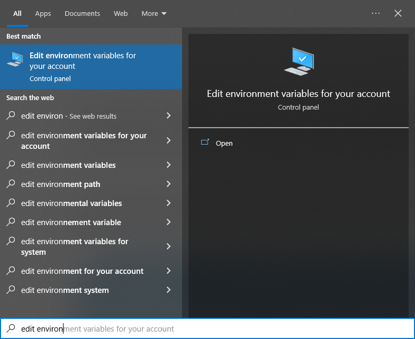 All Apps Documents Web More
Best match
Edit environment variables for
your account
Control panel
Search the web
edit environ - See web results
edit environment variables for your
account
edit environment variables
edit environment path
edit environmental variables
edit environnement variable
edit environment variables for
system
edit environment for your account
edit environment system
Edit environment variables for your account
Control panel
Open
edit environment variables for your account